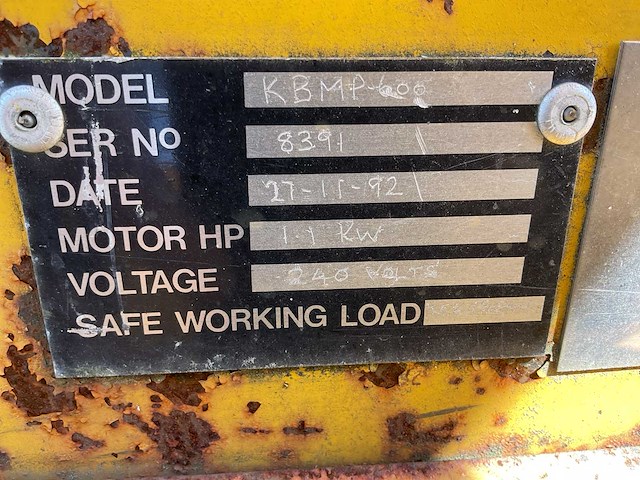 MODEL KBMP-600
SER NO 8391
DATE 27-11-92
MOTOR HP 1.1 KW
VOLTAGE 240 VOLTS
SAFE WORKING LOAD